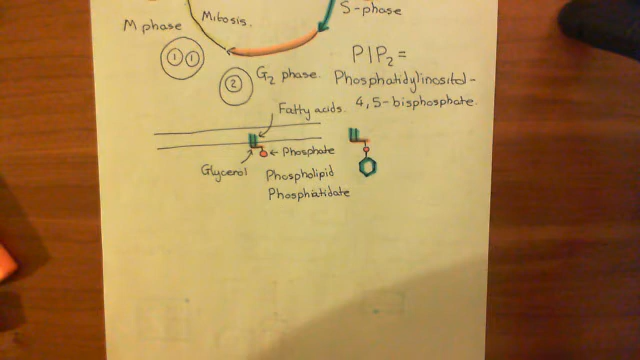 S-phase
Mitosis.
M phase
1 1
PIP2 =
2
G2 phase.
Phosphatidylinositol-
4,5-bisphosphate.
Fatty acids.
Phosphate
Glycerol
Phospholipid
Phosphatidate